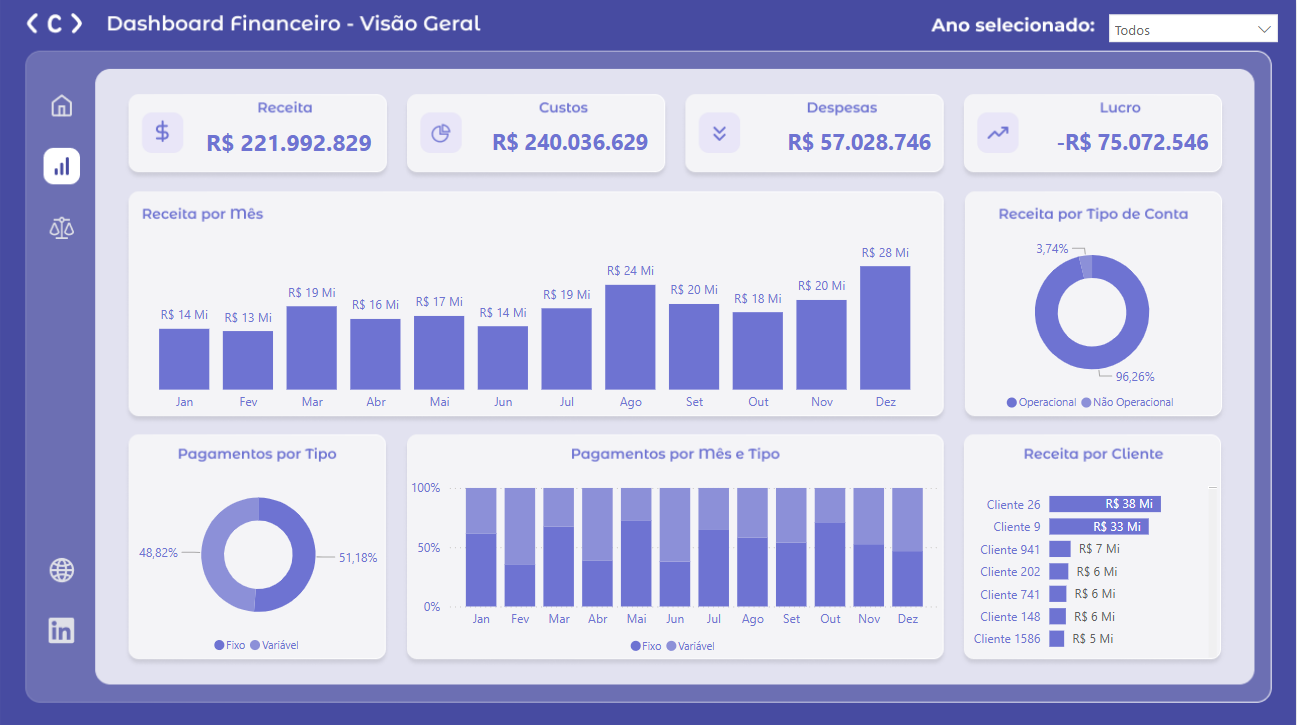 < C > Dashboard Financeiro - Visão Geral
Ano selecionado: Todos
Receita
R$ 221.992.829
Custos
R$ 240.036.629
Despesas
R$ 57.028.746
Lucro
-R$ 75.072.546
Receita por Mês
R$ 14 Mi
R$ 13 Mi
R$ 19 Mi
R$ 16 Mi
R$ 17 Mi
R$ 14 Mi
R$ 19 Mi
R$ 24 Mi
R$ 20 Mi
R$ 18 Mi
R$ 20 Mi
R$ 28 Mi
Jan Fev Mar Abr Mai Jun Jul Ago Set Out Nov Dez
Receita por Tipo de Conta
3,74%
96,26%
Operacional Não Operacional
Pagamentos por Tipo
48,82%
51,18%
Fixo Variável
Pagamentos por Mês e Tipo
100%
50%
0%
Jan Fev Mar Abr Mai Jun Jul Ago Set Out Nov Dez
Fixo Variável
Receita por Cliente
Cliente 26 R$ 38 Mi
Cliente 9 R$ 33 Mi
Cliente 941 R$ 7 Mi
Cliente 202 R$ 6 Mi
Cliente 741 R$ 6 Mi
Cliente 148 R$ 6 Mi
Cliente 1586 R$ 5 Mi
in